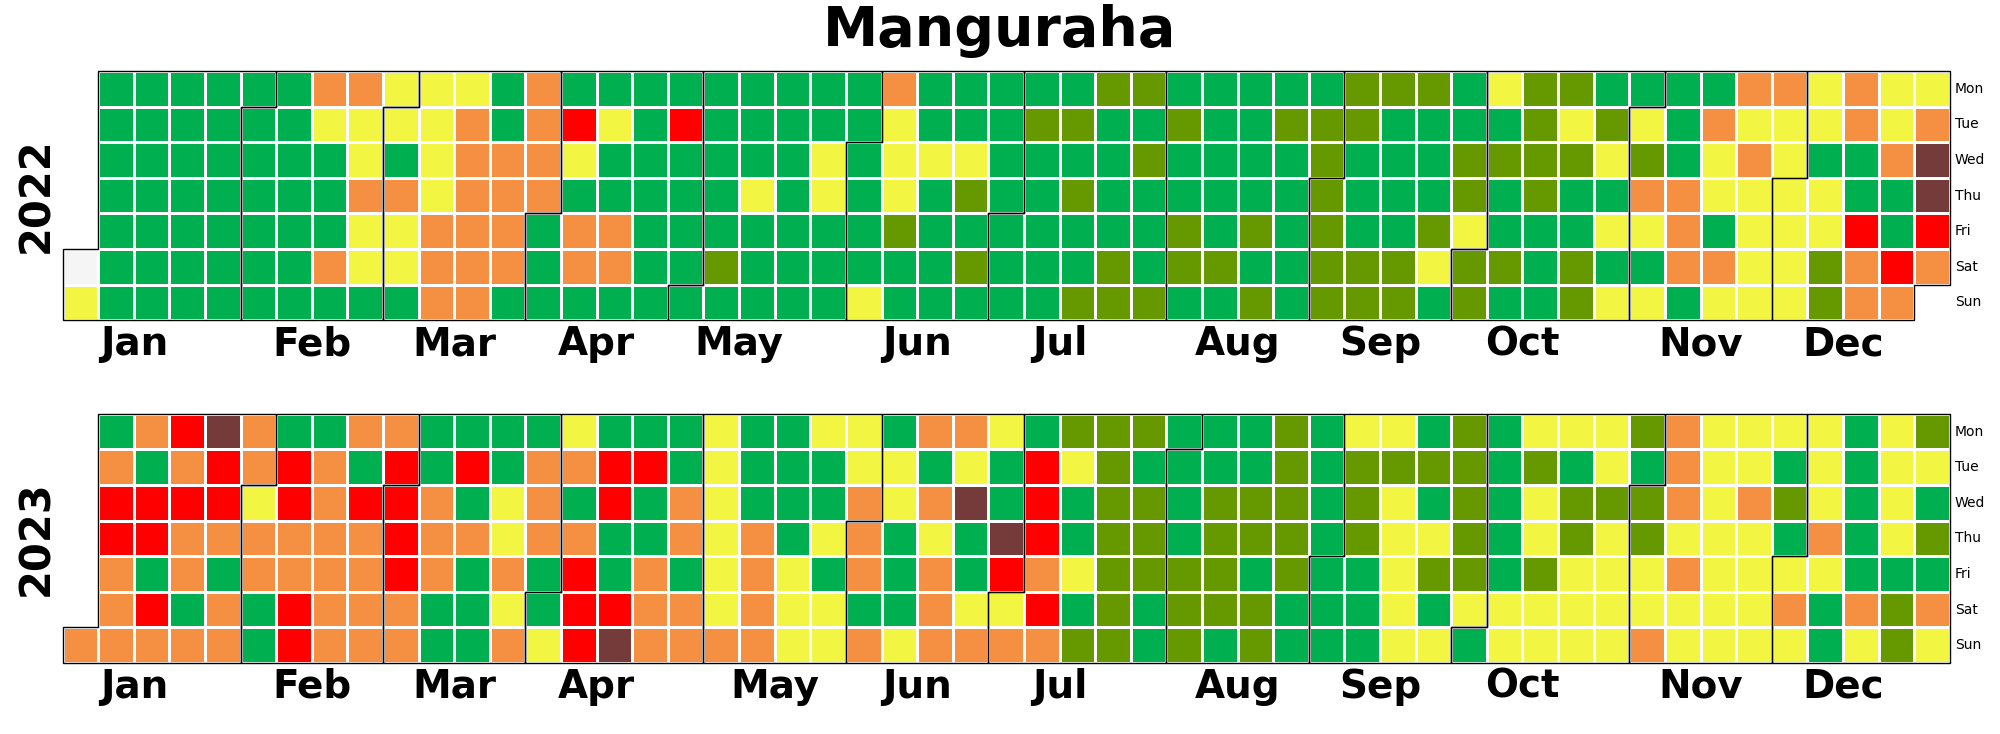 Manguraha
2022
Mon
Tue
Wed
Thu
Fri
Sat
Sun
Jan Feb Mar Apr May Jun Jul Aug Sep Oct Nov Dec
2023
Mon
Tue
Wed
Thu
Fri
Sat
Sun
Jan Feb Mar Apr May Jun Jul Aug Sep Oct Nov Dec